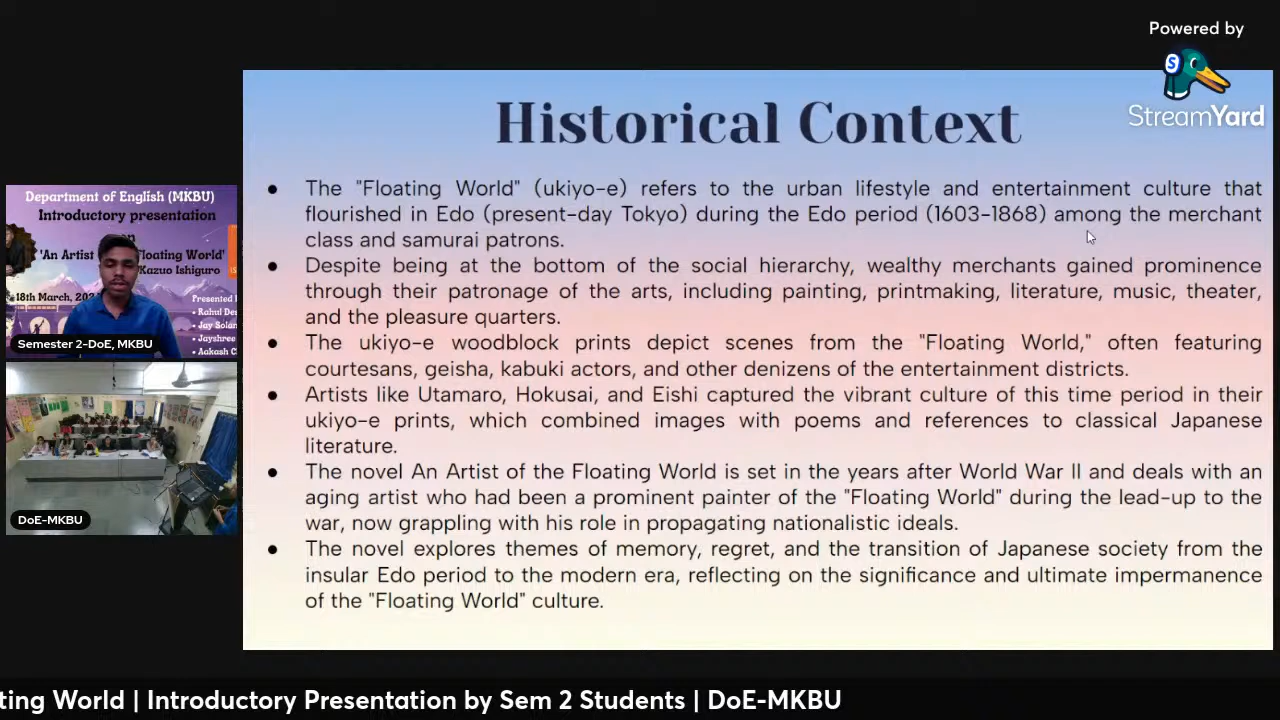 Powered by
StreamYard
Historical Context
● The "Floating World" (ukiyo-e) refers to the urban lifestyle and entertainment culture that
flourished in Edo (present-day Tokyo) during the Edo period (1603-1868) among the merchant
class and samurai patrons.
● Despite being at the bottom of the social hierarchy, wealthy merchants gained prominence
through their patronage of the arts, including painting, printmaking, literature, music, theater,
and the pleasure quarters.
● The ukiyo-e woodblock prints depict scenes from the "Floating World," often featuring
courtesans, geisha, kabuki actors, and other denizens of the entertainment districts.
● Artists like Utamaro, Hokusai, and Eishi captured the vibrant culture of this time period in their
ukiyo-e prints, which combined images with poems and references to classical Japanese
literature.
● The novel An Artist of the Floating World is set in the years after World War II and deals with an
aging artist who had been a prominent painter of the "Floating World" during the lead-up to the
war, now grappling with his role in propagating nationalistic ideals.
● The novel explores themes of memory, regret, and the transition of Japanese society from the
insular Edo period to the modern era, reflecting on the significance and ultimate impermanence
of the "Floating World" culture.
Department of English (MKBU)
Introductory presentation
'An Artist Floating World'
Kazuo Ishiguro
18th March,
Presented
• Rahul
• Jay
• Jayshree
• Aakash
Semester 2-DoE, MKBU
DoE-MKBU
ting World | Introductory Presentation by Sem 2 Students | DoE-MKBU